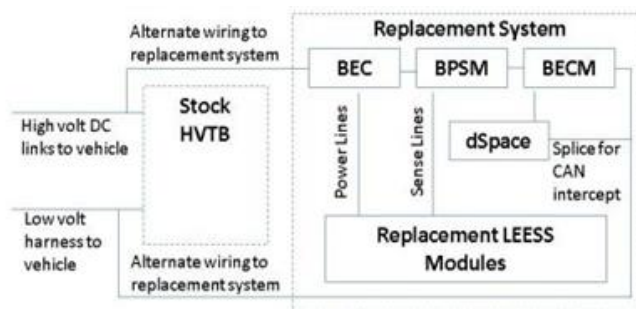 Alternate wiring to
replacement system
Replacement System
BEC
BPSM
BECM
Stock
HVTB
High volt DC
links to vehicle
Power Lines
Sense Lines
dSpace
Splice for
CAN
intercept
Low volt
harness to
vehicle
Replacement LEESS
Modules
Alternate wiring to
replacement system